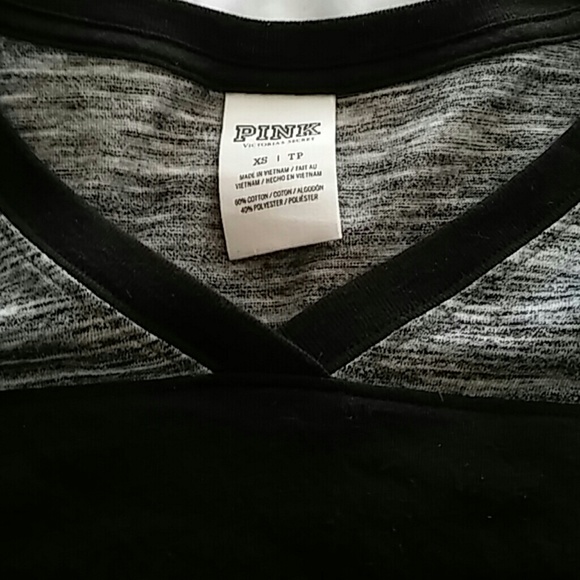 PINK
VICTORIA'S SECRET
XS | TP
MADE IN VIETNAM / FAIT AU
VIETNAM / HECHO EN VIETNAM
60% COTTON / COTON / ALGODÓN
40% POLYESTER / POLIÉSTER